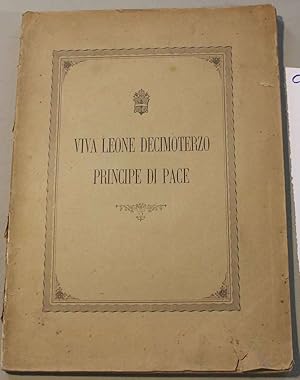 VIVA LEONE DECIMOTERZO
PRINCIPE DI PACE